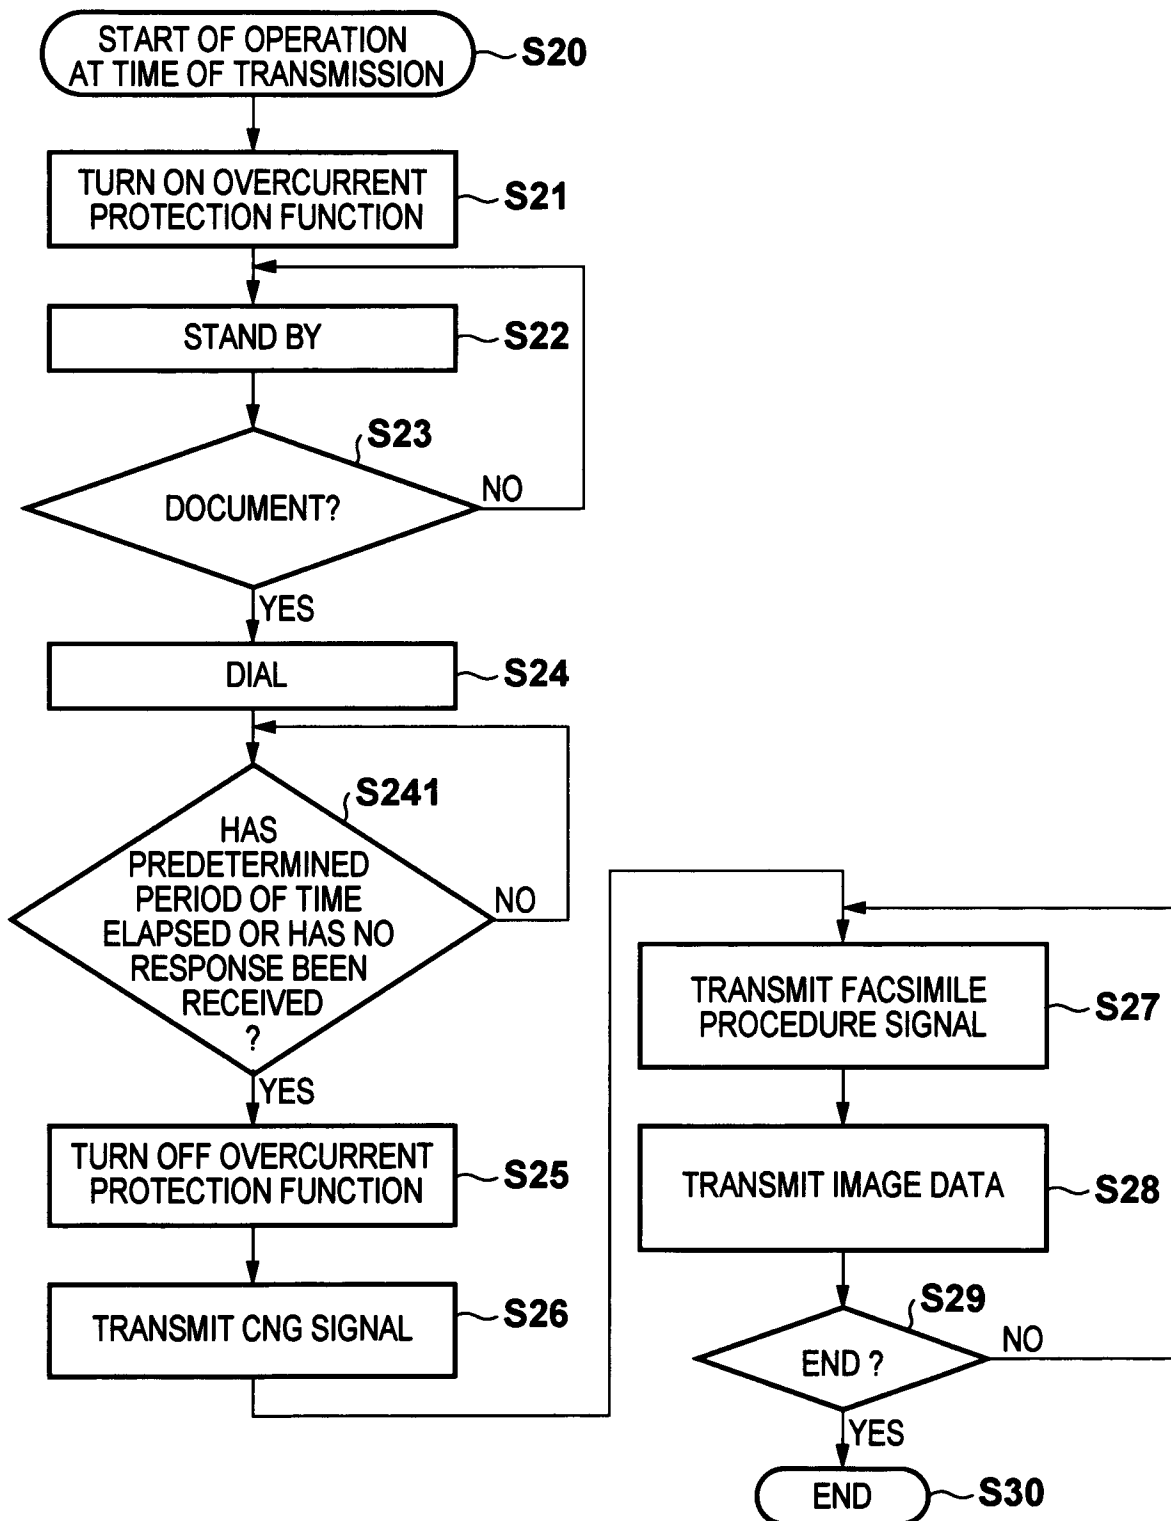 START OF OPERATION
AT TIME OF TRANSMISSION
S20
TURN ON OVERCURRENT
PROTECTION FUNCTION
S21
STAND BY
S22
S23
DOCUMENT?
NO
YES
DIAL
S24
S241
HAS
PREDETERMINED
PERIOD OF TIME
ELAPSED OR HAS NO
RESPONSE BEEN
RECEIVED
?
NO
YES
TURN OFF OVERCURRENT
PROTECTION FUNCTION
S25
TRANSMIT CNG SIGNAL
S26
TRANSMIT FACSIMILE
PROCEDURE SIGNAL
S27
TRANSMIT IMAGE DATA
S28
S29
END ?
NO
YES
END
S30